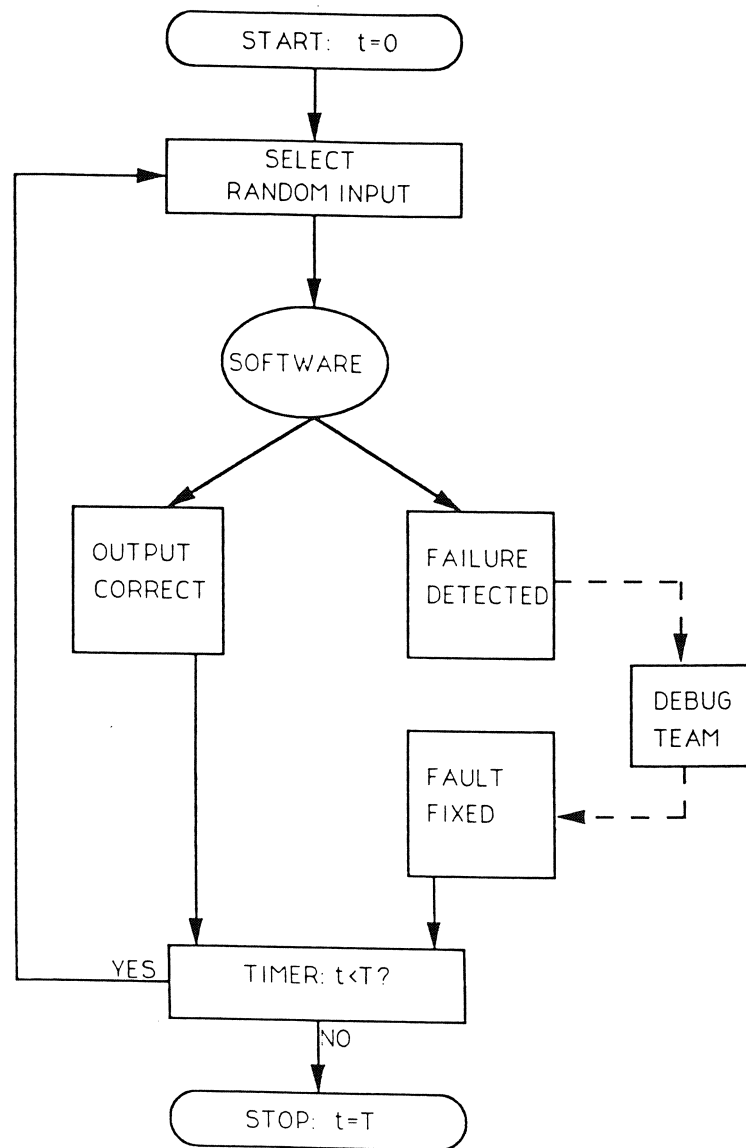 START: t=0
SELECT
RANDOM INPUT
SOFTWARE
OUTPUT
CORRECT
FAILURE
DETECTED
DEBUG
TEAM
FAULT
FIXED
YES
TIMER: t<T?
NO
STOP: t=T